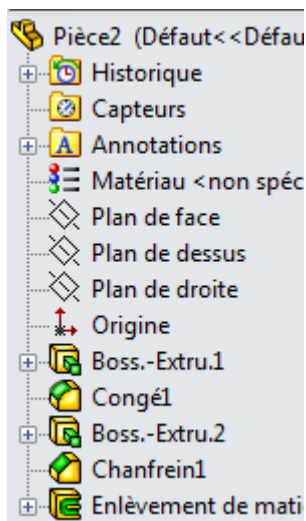 Pièce2 (Défaut<<Défau
Historique
Capteurs
Annotations
Matériau <non spéc
Plan de face
Plan de dessus
Plan de droite
Origine
Boss.-Extru.1
Congé1
Boss.-Extru.2
Chanfrein1
Enlèvement de mati